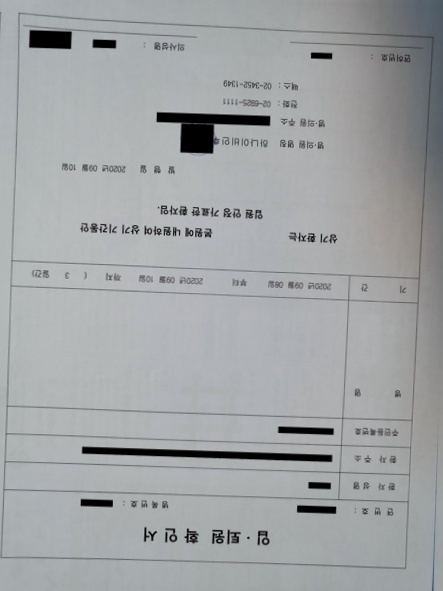 입·퇴원 확인서
연 번 호 :
병 록 번 호 :
환 자 성 명
환 자 주 소
주민등록번호
병 명
기 간 2020년 09월 08일 부터 2020년 09월 10일 까지 ( 3 일간)
상기 환자는 본원에 내원하여 상기 기간동안
입원 안정 가료한 환자임.
발 행 일 2020년 09월 10일
병·의원 명칭 하나이비인후
병·의원 주소
전화 : 02-6925-1111
팩스 : 02-3452-1349
면허번호 :
의사성명 :